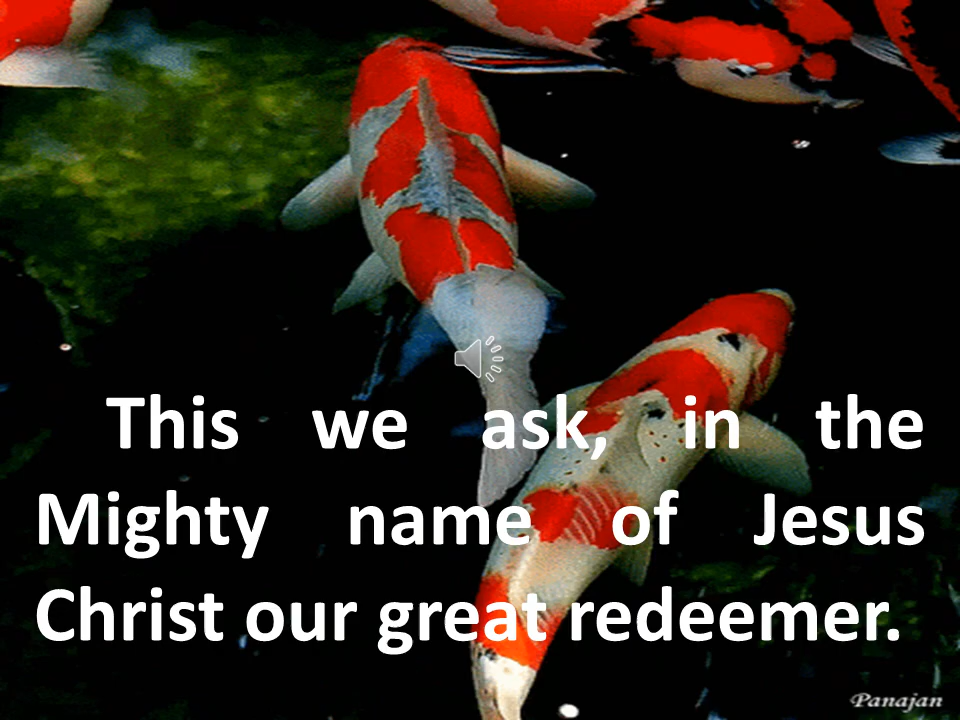 This we ask, in the
Mighty name of Jesus
Christ our great redeemer.
Panajan